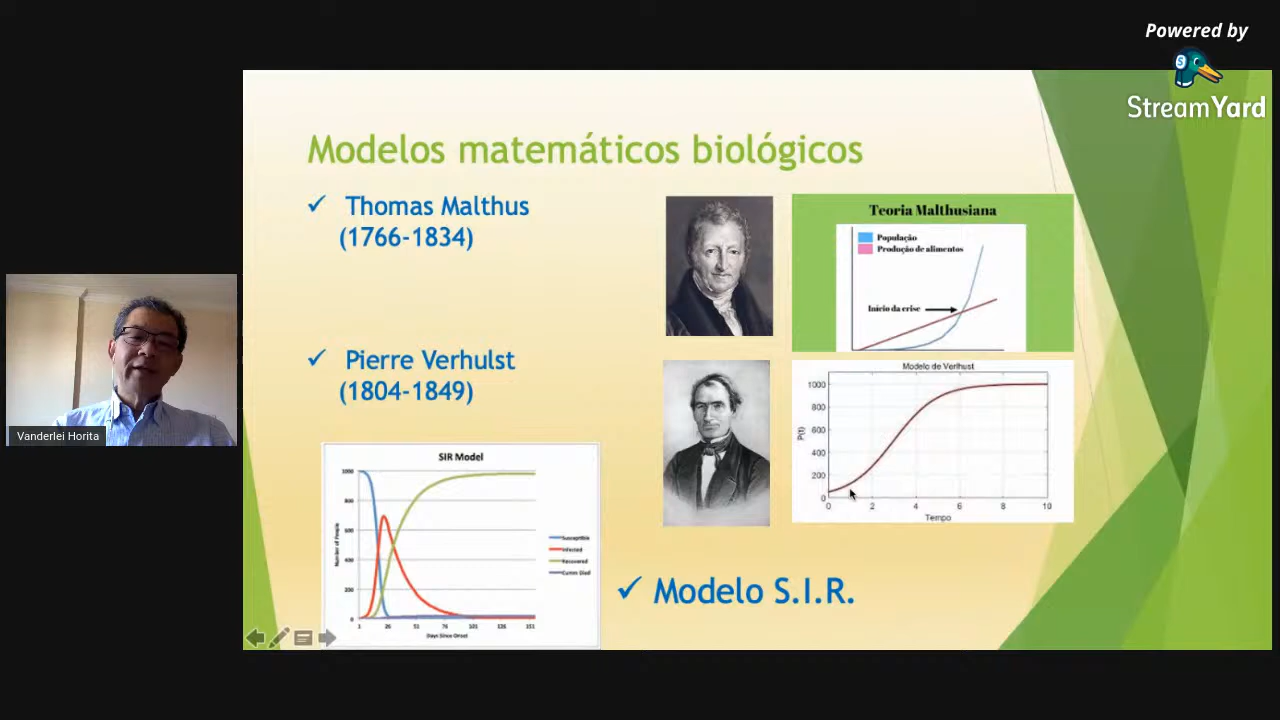 Powered by
StreamYard
Modelos matemáticos biológicos
✓ Thomas Malthus
(1766-1834)
Teoria Malthusiana
População
Produção de alimentos
Início da crise
✓ Pierre Verhulst
(1804-1849)
Modelo de Verlhust
1000
800
600
400
200
0
P(t)
0 2 4 6 8 10
Tempo
Vanderlei Horita
SIR Model
1000
800
600
400
200
0
Number of People
1 26 51 76 101 126 151
Days Since Onset
Susceptible
Infected
Recovered
Cumm Died
✓ Modelo S.I.R.